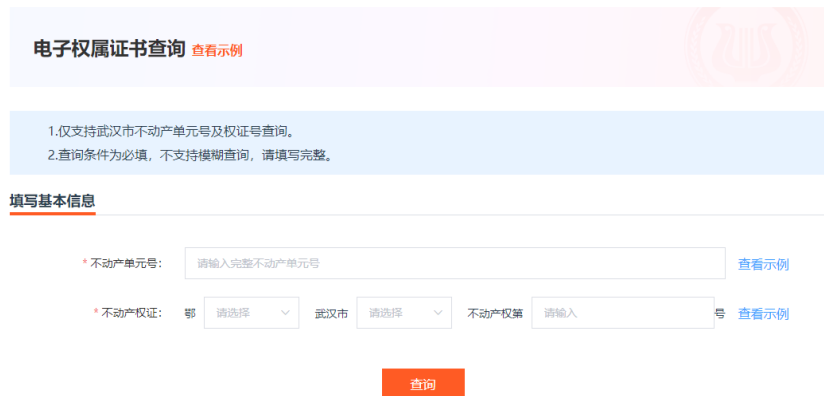 电子权属证书查询 查看示例
1.仅支持武汉市不动产单元号及权证号查询。
2.查询条件为必填，不支持模糊查询，请填写完整。
填写基本信息
* 不动产单元号： 请输入完整不动产单元号 查看示例
* 不动产权证： 鄂 请选择 武汉市 请选择 不动产权第 请输入 号 查看示例
查询